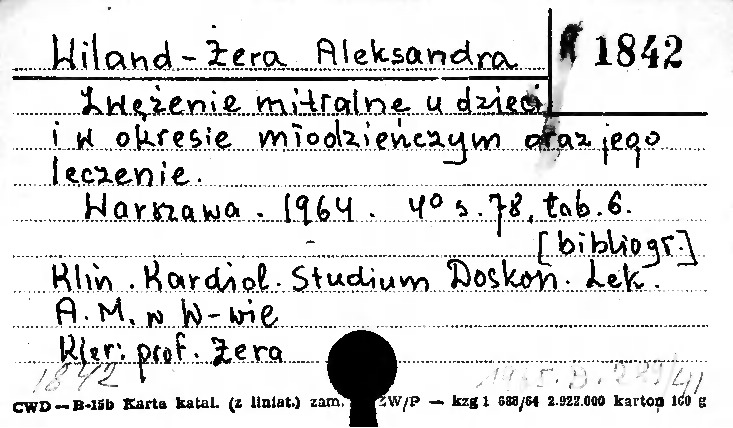 Wiland-Żera Aleksandra 1842
Zwężenie mitralne u dzieci
i w okresie młodzieńczym oraz jego
leczenie.
Warszawa. 1964. 4° s. 78, tab. 6.
[bibliogr.]
Klin. Kardiol. Studium Doskon. Lek.
A.M. w W-wie
Kier: prof. Żera
1842
CWD — B-15b Karta katal. (z liniat.) zam. ZW/P — kzg 1 688/64 2.922.000 karton 160 g